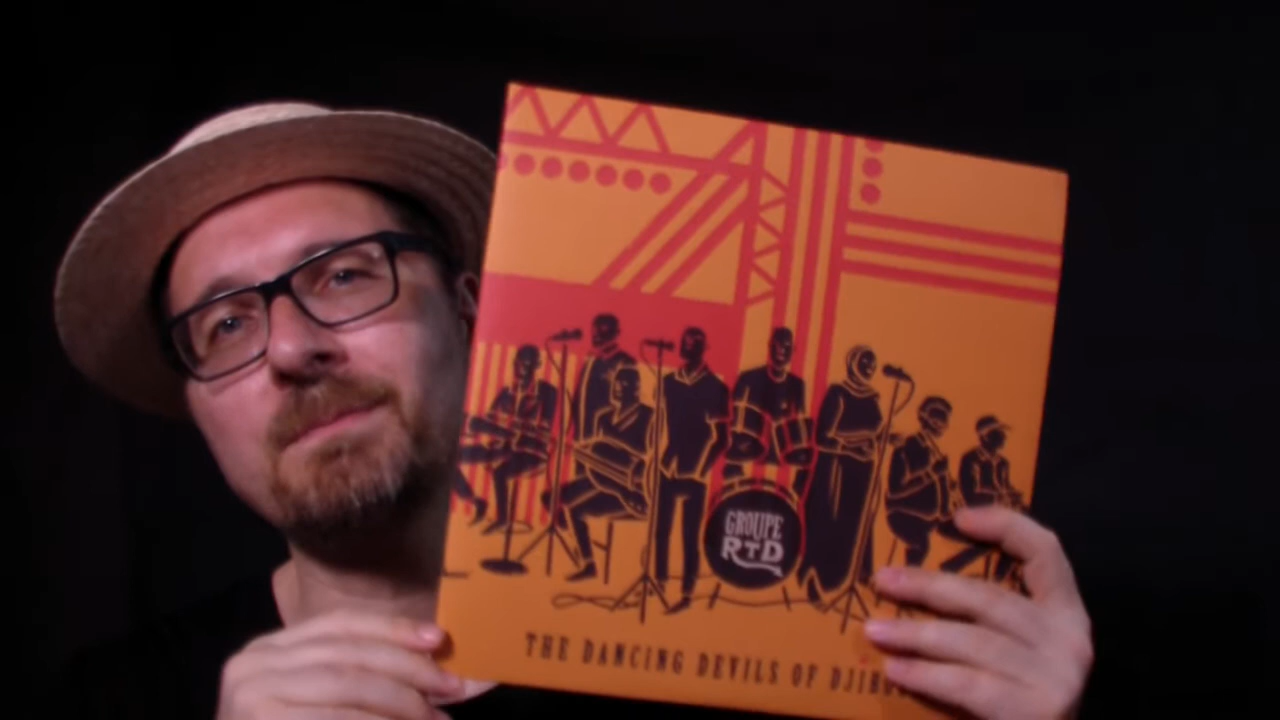 GROUPE
RTD
THE DANCING DEVILS OF